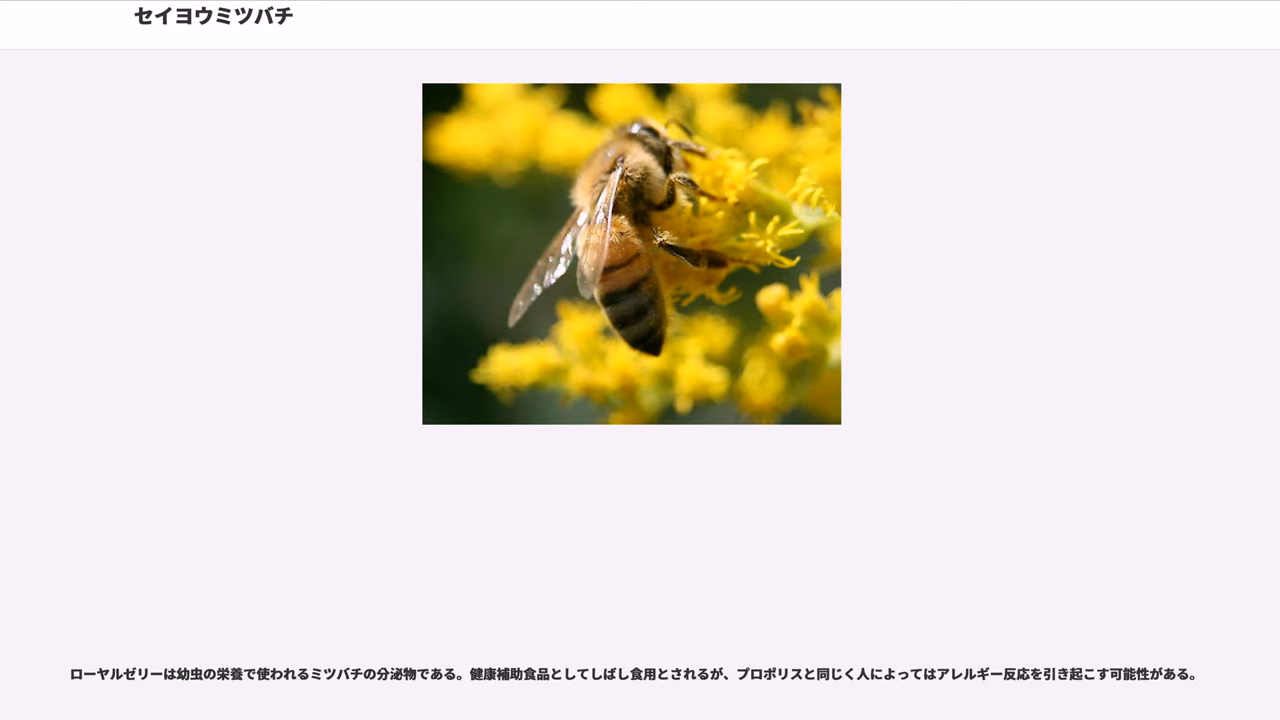 セイヨウミツバチ
ローヤルゼリーは幼虫の栄養で使われるミツバチの分泌物である。健康補助食品としてしばし食用とされるが、プロポリスと同じく人によってはアレルギー反応を引き起こす可能性がある。